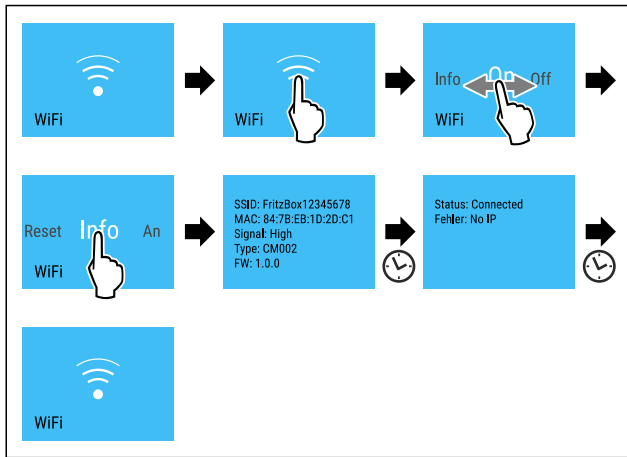 WiFi
WiFi
Info On Off
WiFi
Reset Info An
WiFi
SSID: FritzBox12345678
MAC: 84:7B:EB:1D:2D:C1
Signal: High
Type: CM002
FW: 1.0.0
Status: Connected
Fehler: No IP
WiFi